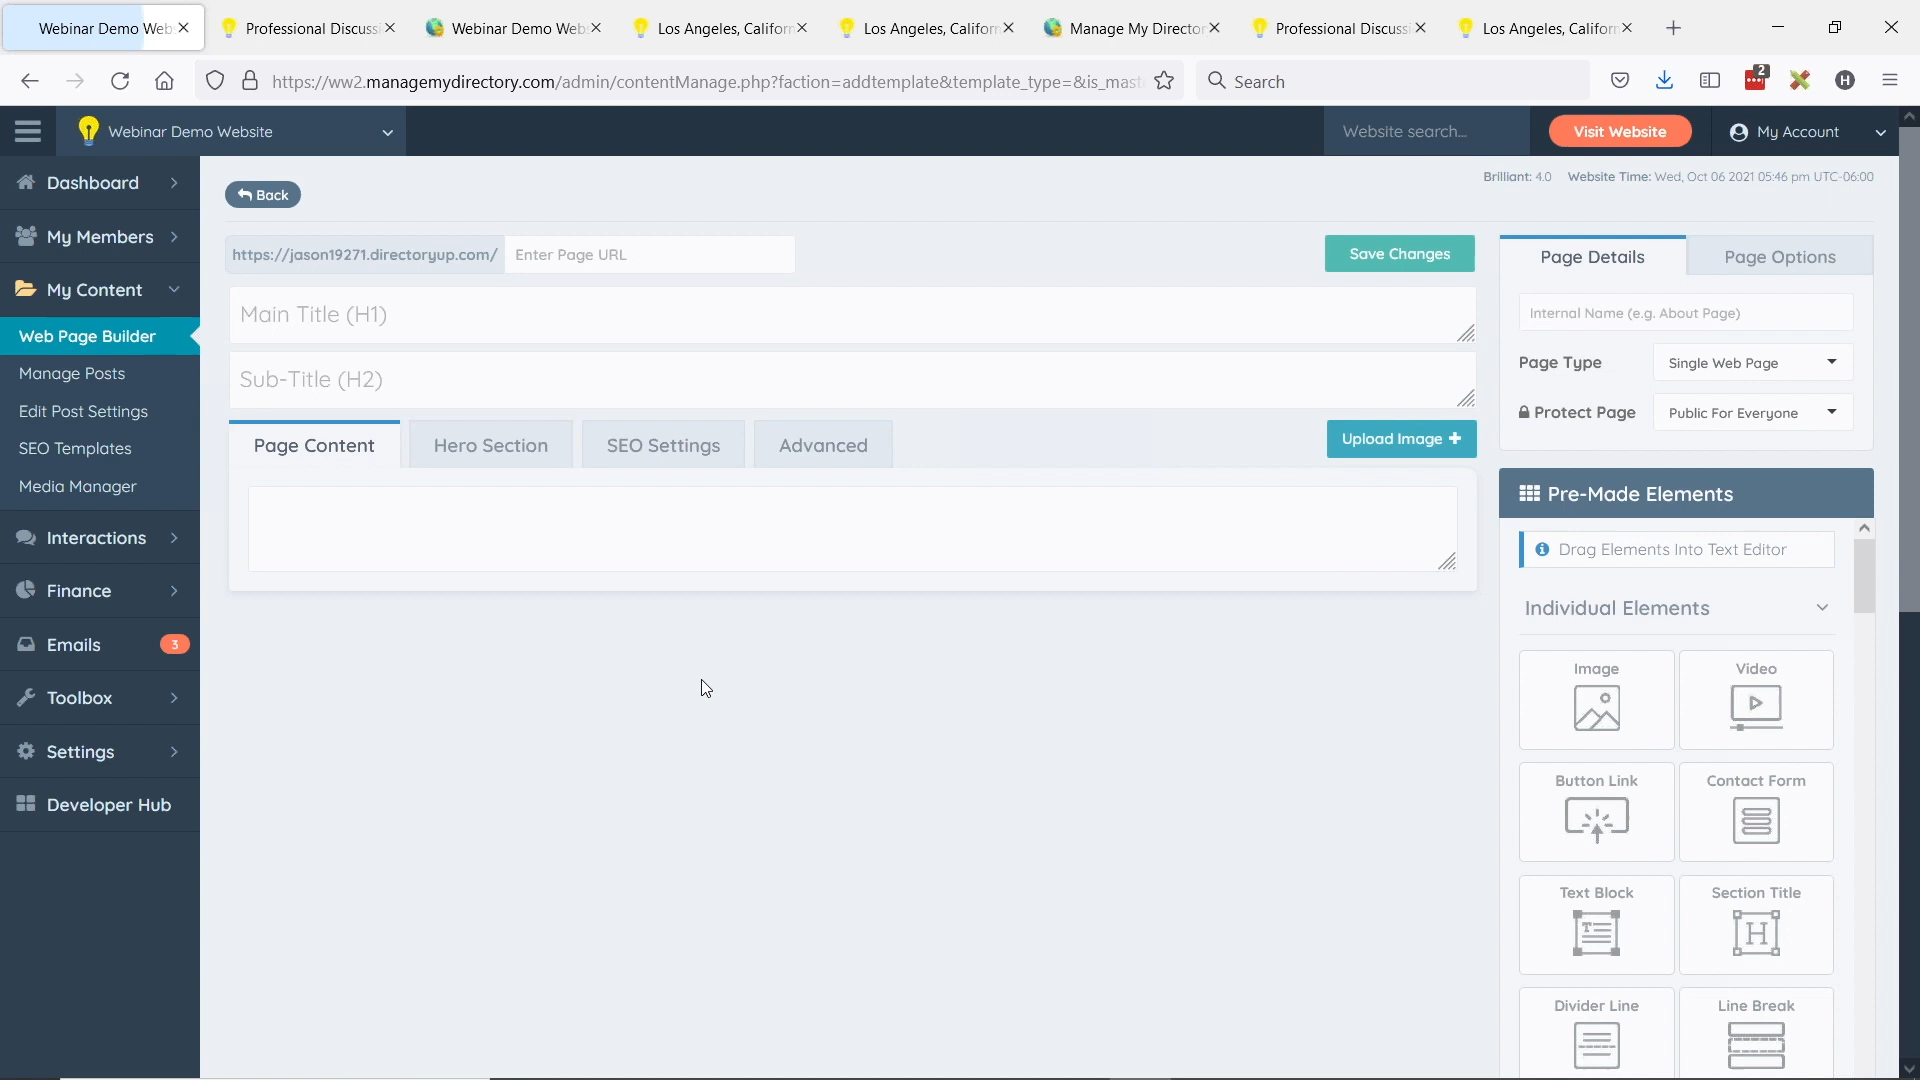 Webinar Demo Web
Professional Discussi
Webinar Demo Web
Los Angeles, Californ
Los Angeles, Californ
Manage My Director
Professional Discussi
Los Angeles, Californ
https://ww2.managemydirectory.com/admin/contentManage.php?faction=addtemplate&template_type=&is_mast
Search
2
H
Webinar Demo Website
Website search...
Visit Website
My Account
Dashboard
My Members
My Content
Web Page Builder
Manage Posts
Edit Post Settings
SEO Templates
Media Manager
Interactions
Finance
Emails
3
Toolbox
Settings
Developer Hub
Back
Brilliant: 4.0 Website Time: Wed, Oct 06 2021 05:46 pm UTC-06:00
https://jason19271.directoryup.com/
Enter Page URL
Save Changes
Main Title (H1)
Sub-Title (H2)
Page Content
Hero Section
SEO Settings
Advanced
Upload Image
Page Details
Page Options
Internal Name (e.g. About Page)
Page Type
Single Web Page
Protect Page
Public For Everyone
Pre-Made Elements
Drag Elements Into Text Editor
Individual Elements
Image
Video
Button Link
Contact Form
Text Block
Section Title
Divider Line
Line Break